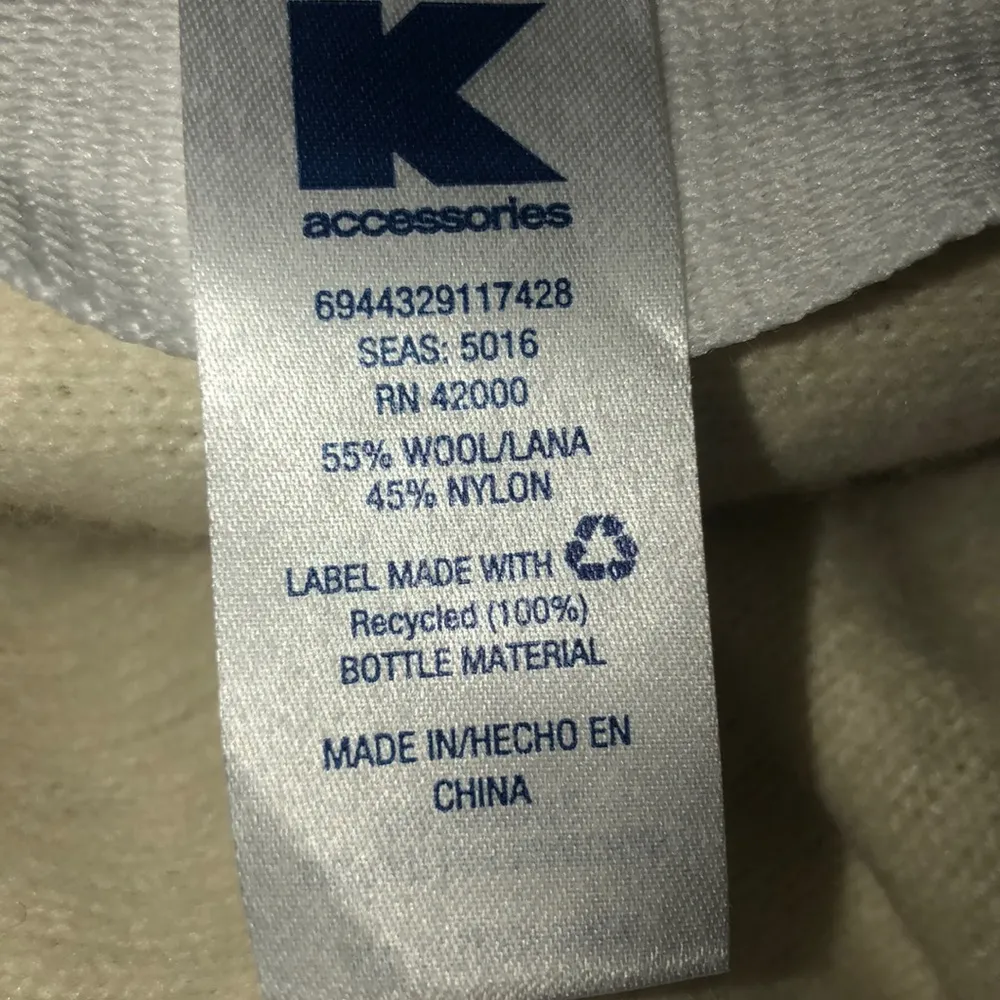 K
accessories
6944329117428
SEAS: 5016
RN 42000
55% WOOL/LANA
45% NYLON
LABEL MADE WITH
Recycled (100%)
BOTTLE MATERIAL
MADE IN/HECHO EN
CHINA